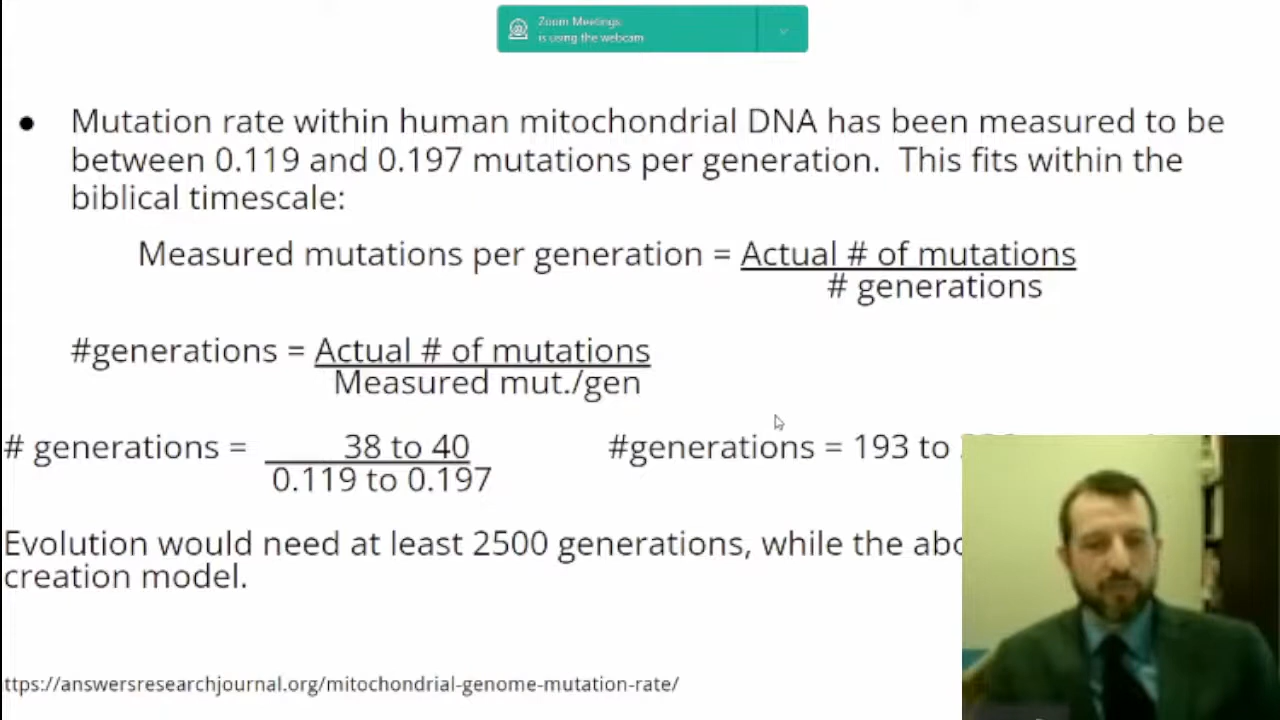 Zoom Meetings
is using the webcam
● Mutation rate within human mitochondrial DNA has been measured to be
between 0.119 and 0.197 mutations per generation. This fits within the
biblical timescale:
Measured mutations per generation = Actual # of mutations
# generations
#generations = Actual # of mutations
Measured mut./gen
# generations = 38 to 40
0.119 to 0.197
#generations = 193 to
Evolution would need at least 2500 generations, while the
creation model.
ttps://answersresearchjournal.org/mitochondrial-genome-mutation-rate/